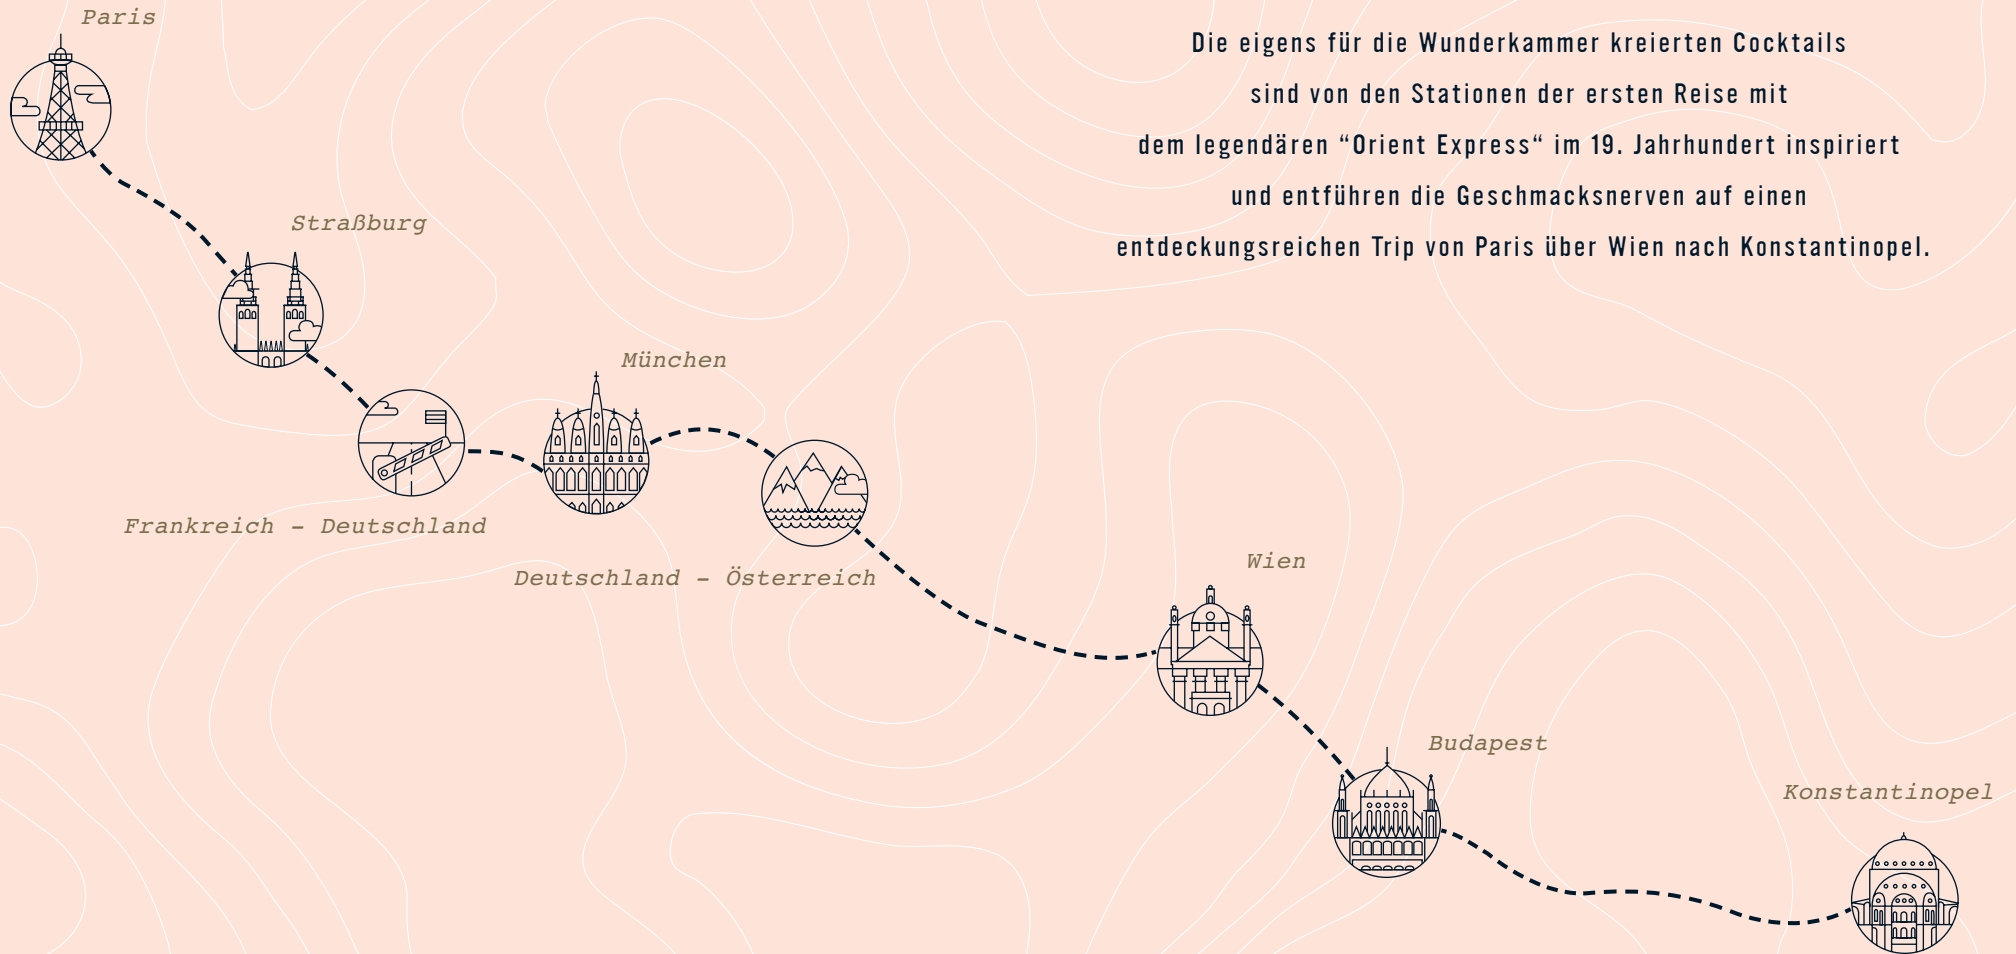 Paris
Die eigens für die Wunderkammer kreierten Cocktails
sind von den Stationen der ersten Reise mit
dem legendären “Orient Express“ im 19. Jahrhundert inspiriert
und entführen die Geschmacksnerven auf einen
entdeckungsreichen Trip von Paris über Wien nach Konstantinopel.
Straßburg
München
Frankreich – Deutschland
Deutschland – Österreich
Wien
Budapest
Konstantinopel